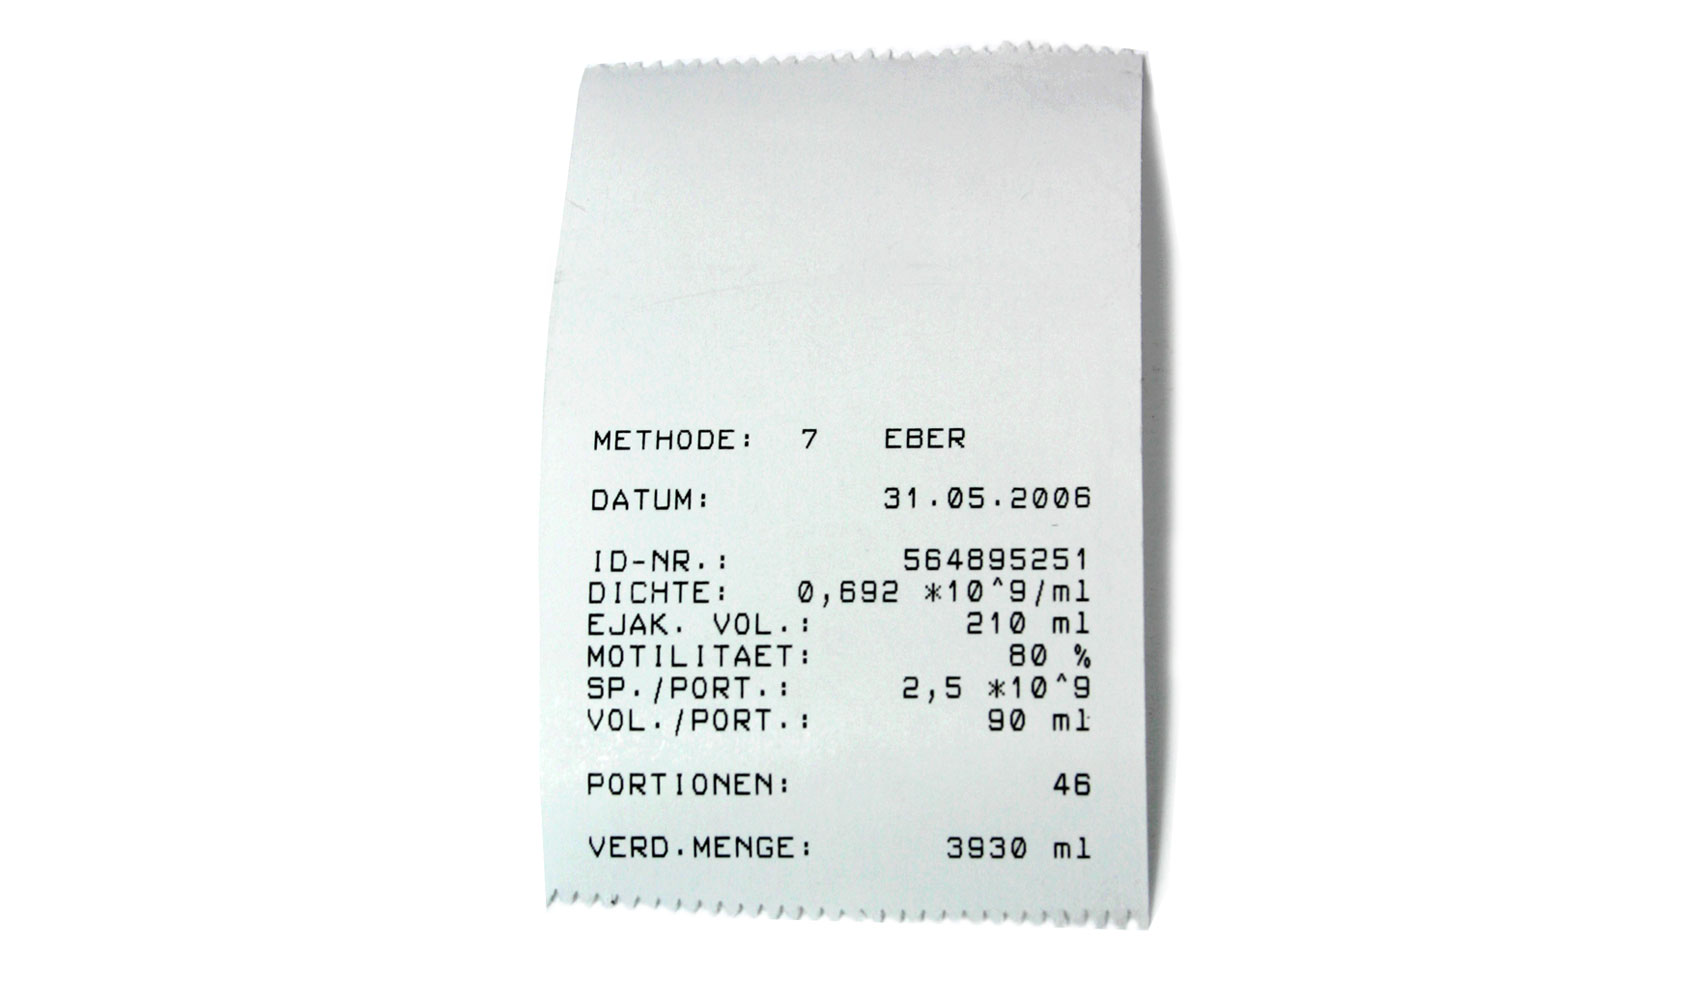 METHODE: 7 EBER
DATUM: 31.05.2006
ID-NR.: 564895251
DICHTE: 0,692 *10^9/ml
EJAK. VOL.: 210 ml
MOTILITAET: 80 %
SP./PORT.: 2,5 *10^9
VOL./PORT.: 90 ml
PORTIONEN: 46
VERD.MENGE: 3930 ml